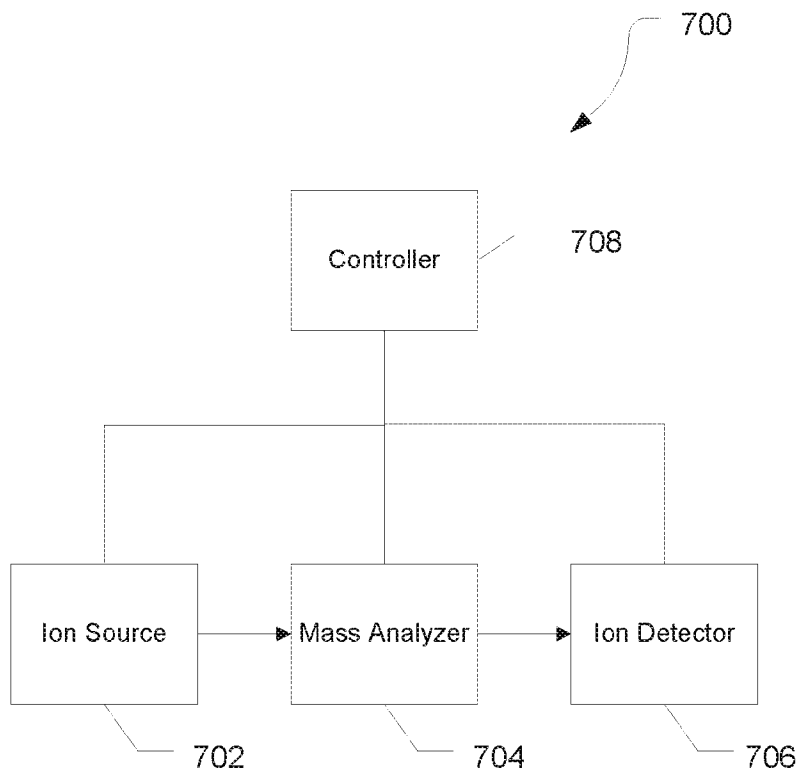 700
Controller
708
Ion Source
Mass Analyzer
Ion Detector
702
704
706